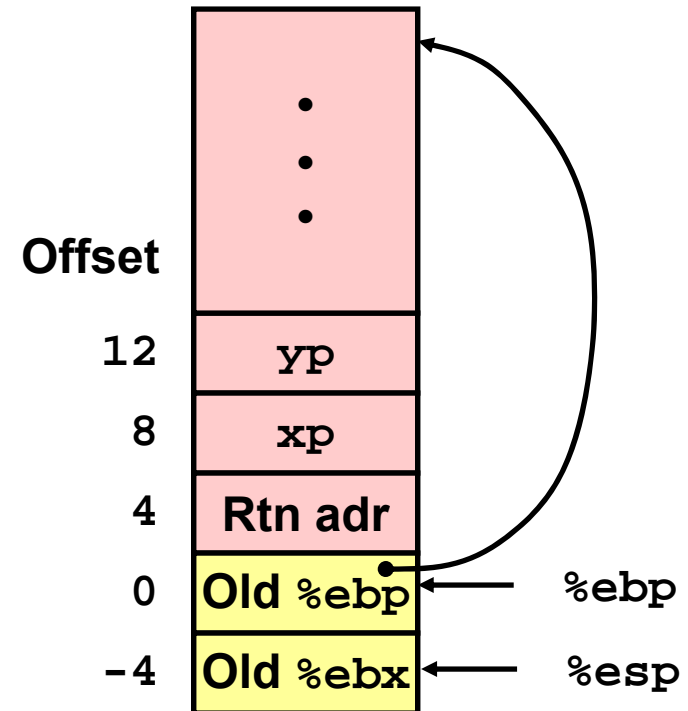 Offset
12 yp
8 xp
4 Rtn adr
0 Old %ebp %ebp
-4 Old %ebx %esp